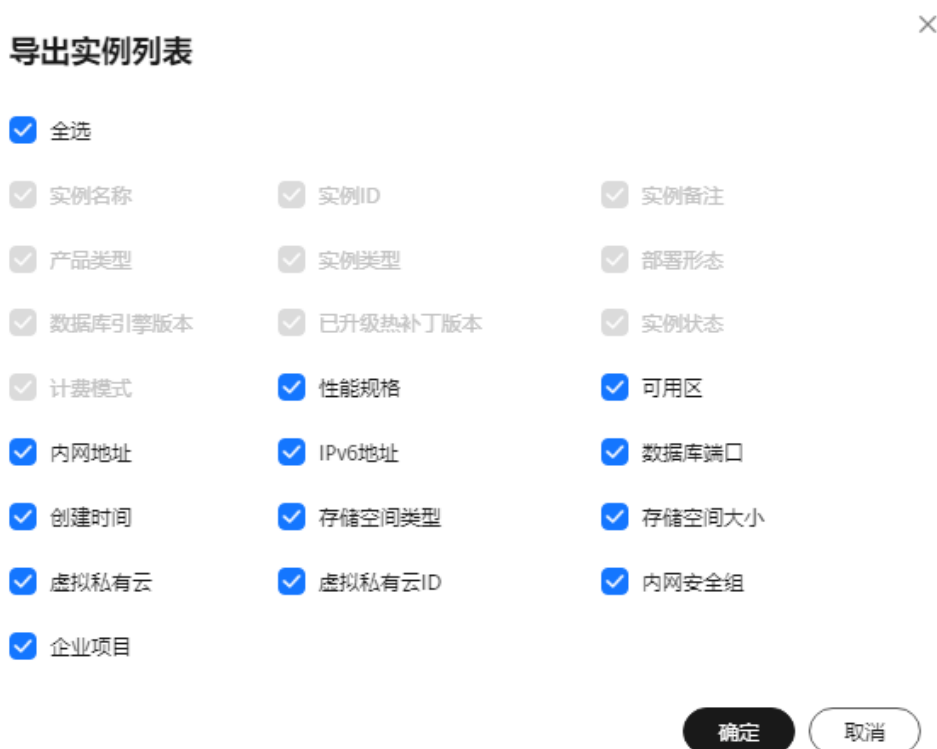 导出实例列表
全选
实例名称 实例ID 实例备注
产品类型 实例类型 部署形态
数据库引擎版本 已升级热补丁版本 实例状态
计费模式 性能规格 可用区
内网地址 IPv6地址 数据库端口
创建时间 存储空间类型 存储空间大小
虚拟私有云 虚拟私有云ID 内网安全组
企业项目
确定 取消